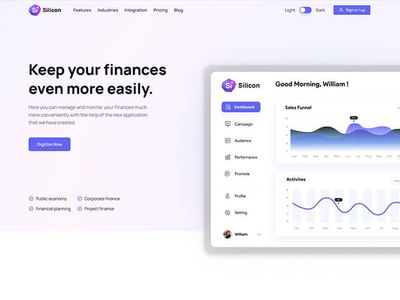 Silicon
Features Industries Integration Pricing Blog
Light Dark
Sign in / up
Keep your finances
even more easily.
Here you can manage and monitor your finances much
more conveniently with the help of the new application
that we have created.
Digitize Now
Public economy Corporate finance
Financial planning Project finance
Silicon
Dashboard
Campaign
Audience
Performance
Promote
Profile
Setting
William
Good Morning, William !
Sales Funnel
Activites